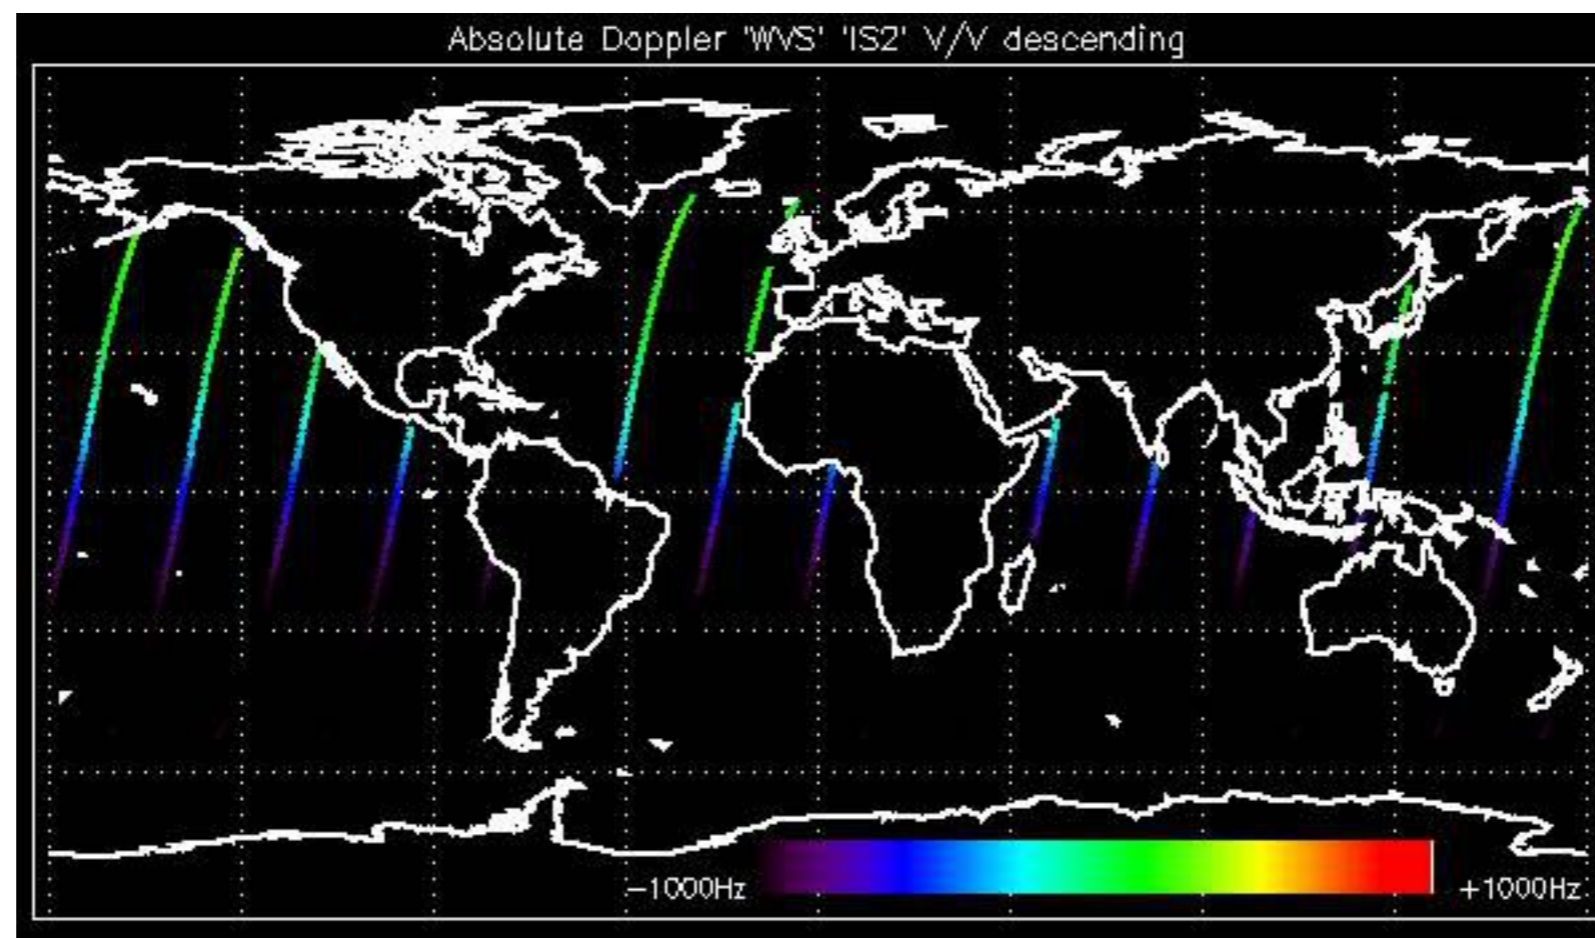 Absolute Doppler 'WVS' 'IS2' V/V descending
−1000Hz +1000Hz